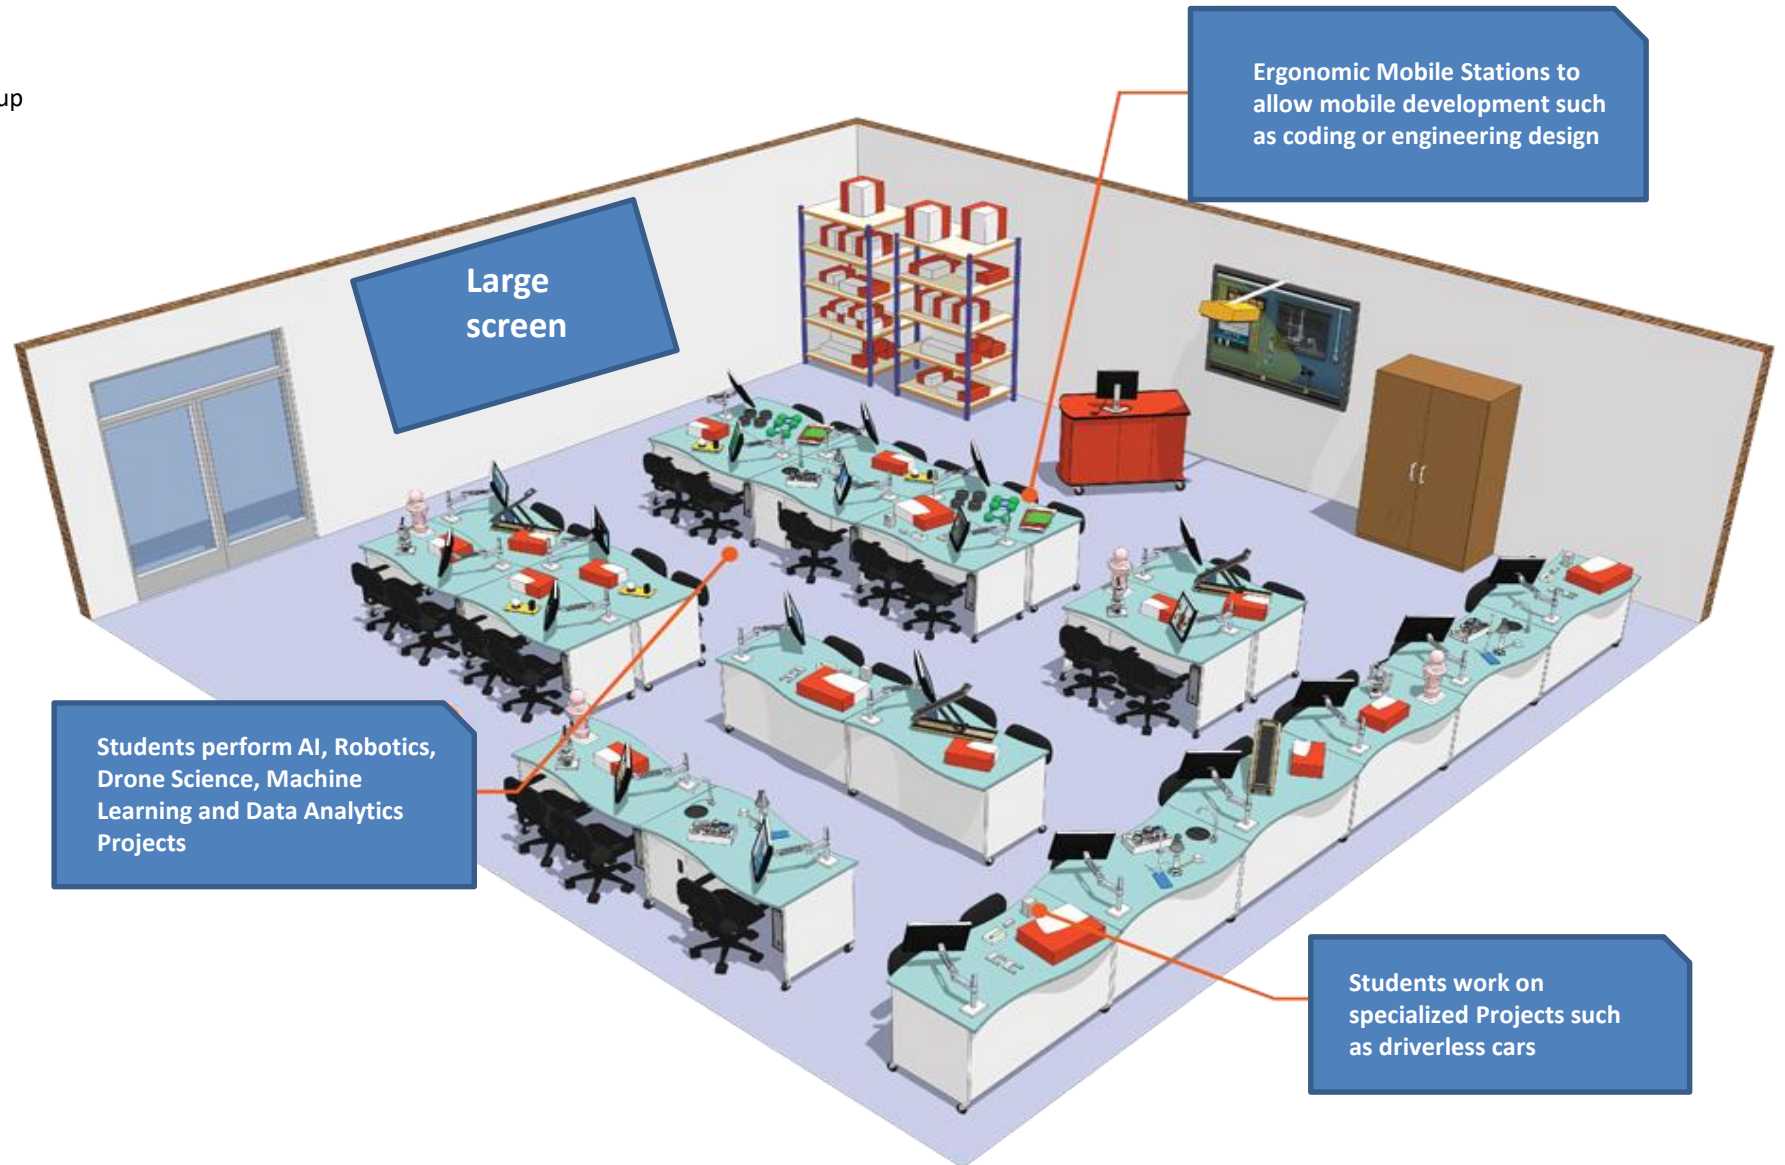 up
Ergonomic Mobile Stations to
allow mobile development such
as coding or engineering design
Large
screen
Students perform AI, Robotics,
Drone Science, Machine
Learning and Data Analytics
Projects
Students work on
specialized Projects such
as driverless cars